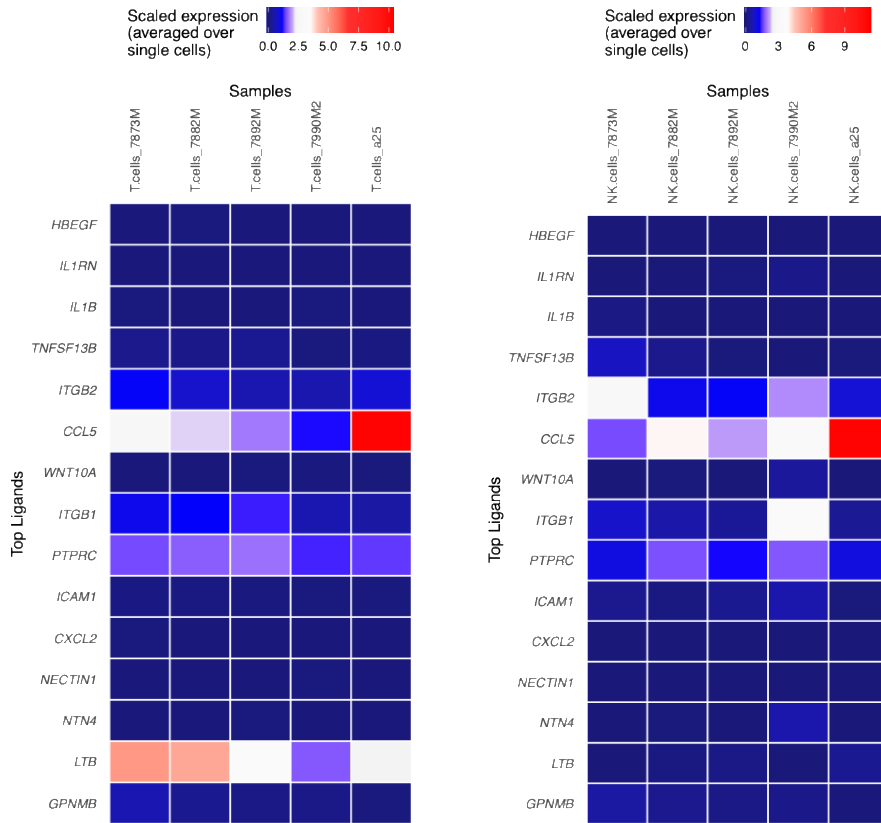 Scaled expression
(averaged over
single cells)
0.0 2.5 5.0 7.5 10.0
Samples
T.cells_7873M
T.cells_7882M
T.cells_7892M
T.cells_7990M2
T.cells_a25
Top Ligands
HBEGF
IL1RN
IL1B
TNFSF13B
ITGB2
CCL5
WNT10A
ITGB1
PTPRC
ICAM1
CXCL2
NECTIN1
NTN4
LTB
GPNMB
Scaled expression
(averaged over
single cells)
0 3 6 9
Samples
NK.cells_7873M
NK.cells_7882M
NK.cells_7892M
NK.cells_7990M2
NK.cells_a25
Top Ligands
HBEGF
IL1RN
IL1B
TNFSF13B
ITGB2
CCL5
WNT10A
ITGB1
PTPRC
ICAM1
CXCL2
NECTIN1
NTN4
LTB
GPNMB